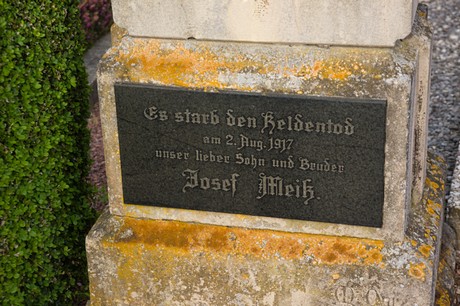 Es starb den Heldentod
am 2. Aug. 1917
unser lieber Sohn und Bruder
Josef Meiß.